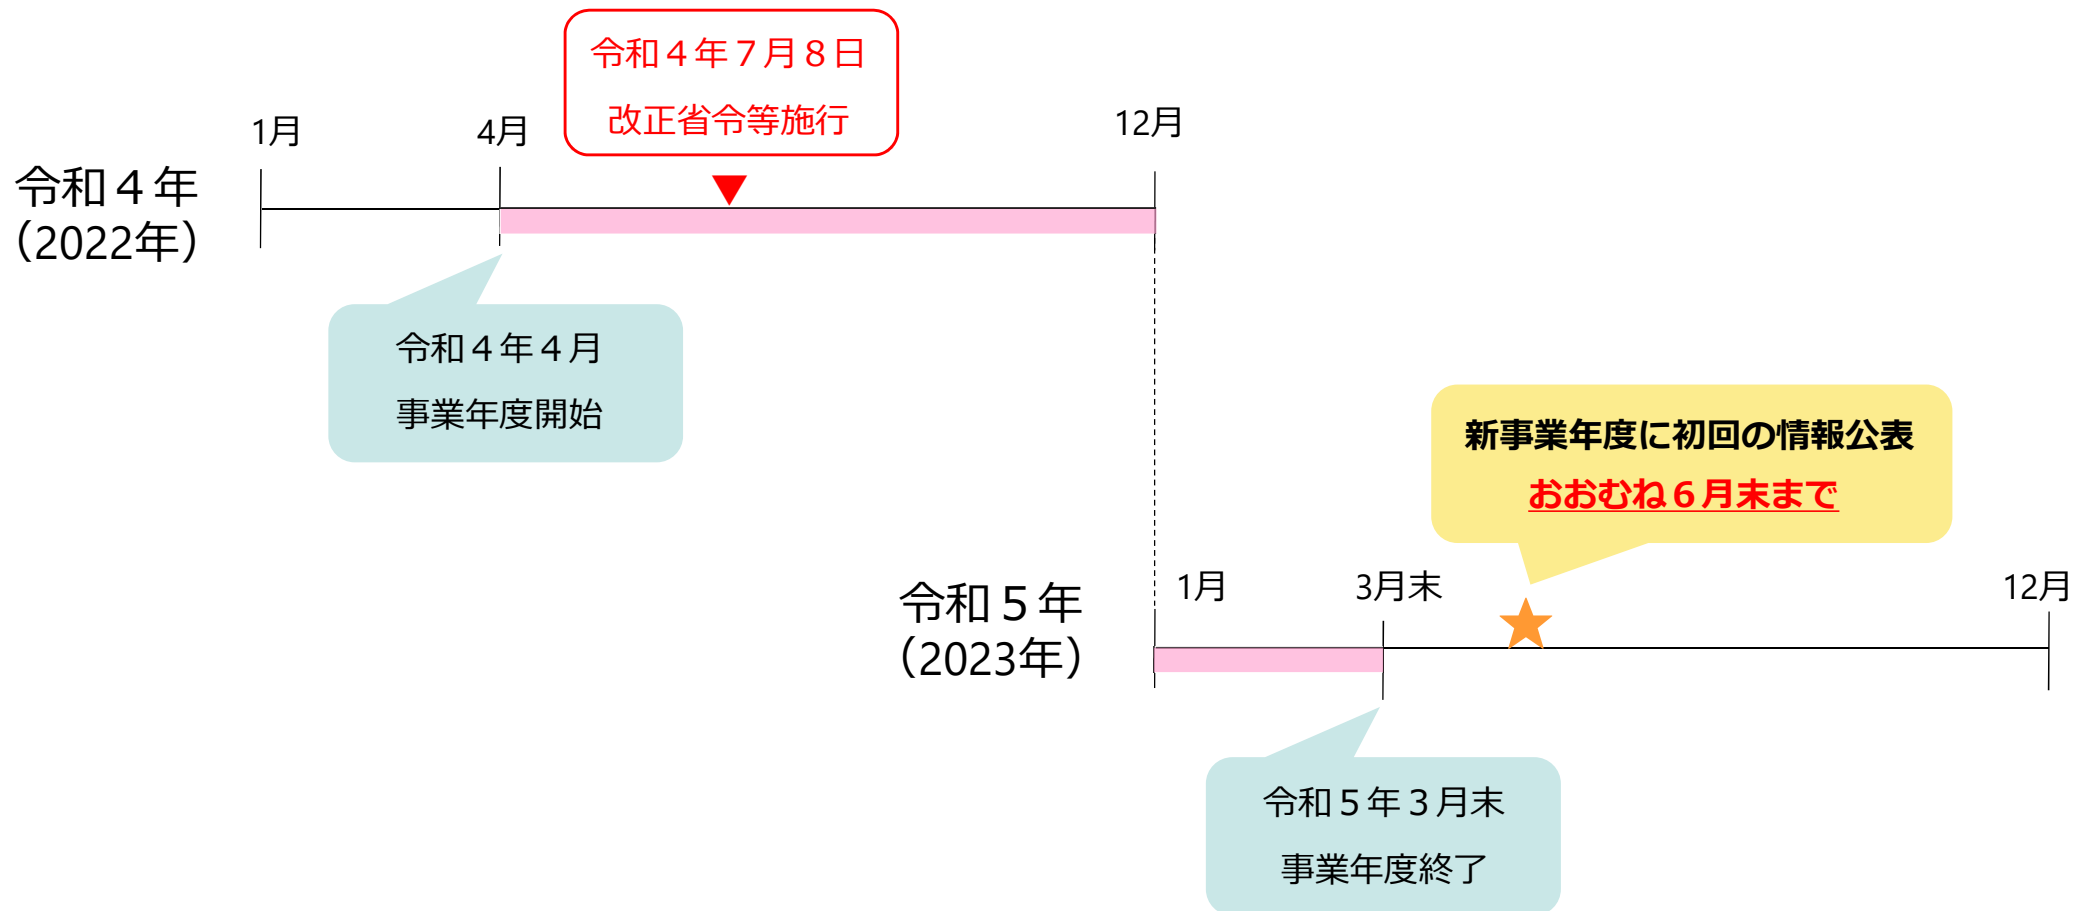 令和４年７月８日
改正省令等施行
1月
4月
12月
令和４年
（2022年）
令和４年４月
事業年度開始
新事業年度に初回の情報公表
おおむね６月末まで
令和５年
（2023年）
1月
3月末
12月
令和５年３月末
事業年度終了